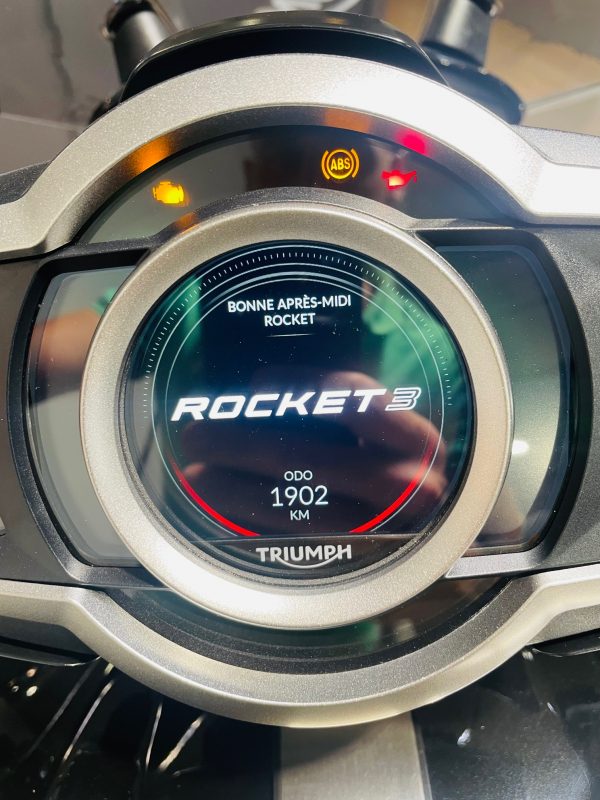 ABS
BONNE APRÈS-MIDI
ROCKET
ROCKET 3
ODO
1902
KM
TRIUMPH